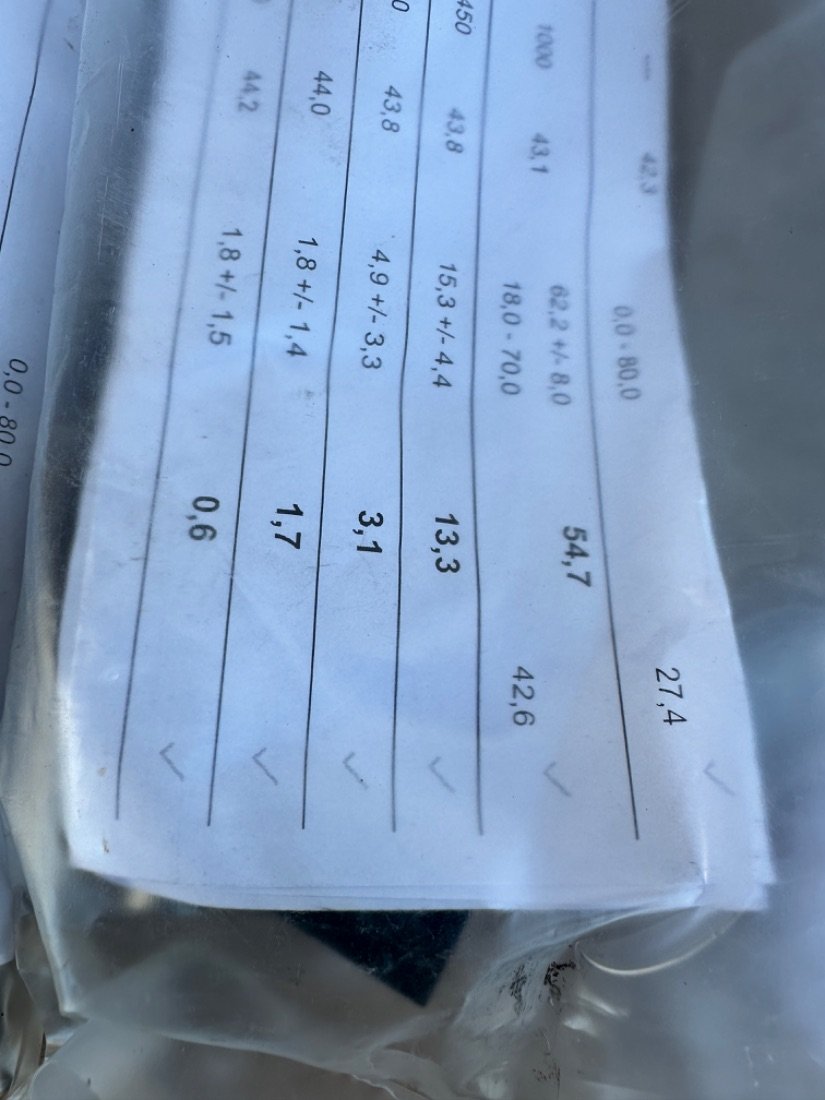 --- 42,3 0,0 - 80,0 27,4 ✓
1000 43,1 62,2 +/- 8,0 54,7 ✓
18,0 - 70,0 42,6
450 43,8 15,3 +/- 4,4 13,3 ✓
0 43,8 4,9 +/- 3,3 3,1 ✓
44,0 1,8 +/- 1,4 1,7 ✓
44,2 1,8 +/- 1,5 0,6 ✓
0,0 - 80,0